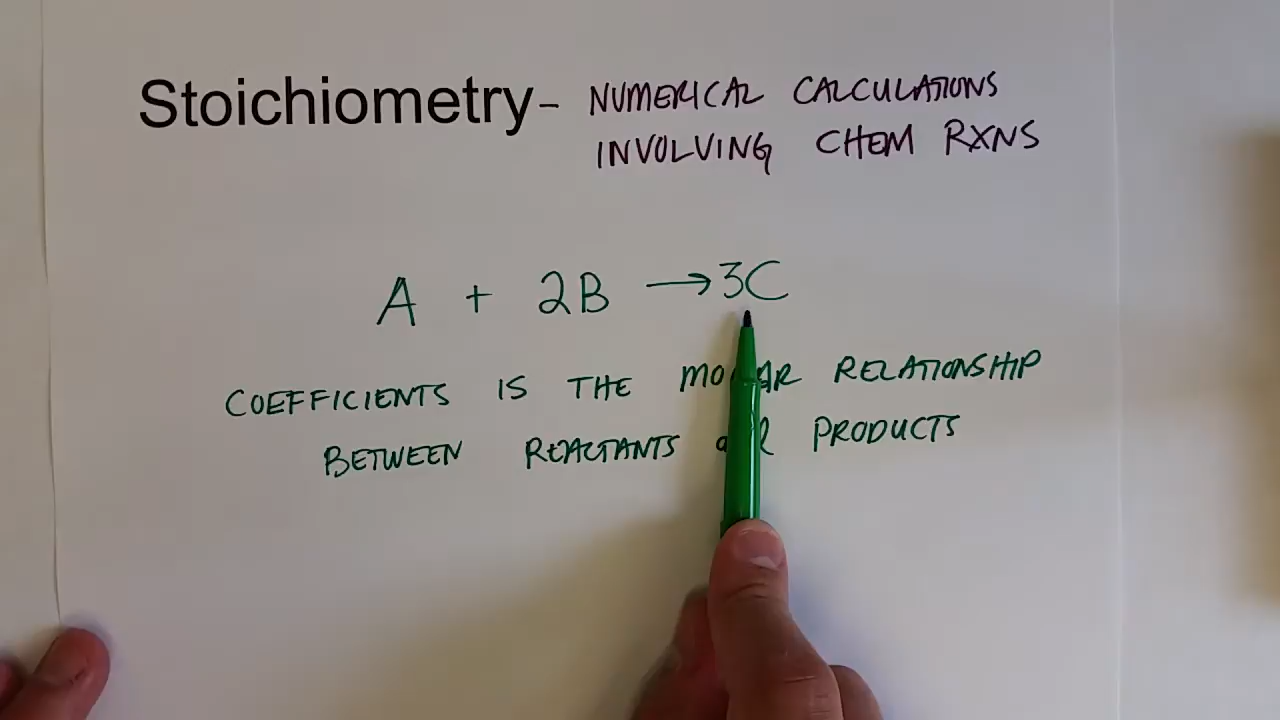 Stoichiometry- NUMERICAL CALCULATIONS
INVOLVING CHEM RXNS
A + 2B → 3C
COEFFICIENTS IS THE RELATIONSHIP
BETWEEN REACTANTS PRODUCTS